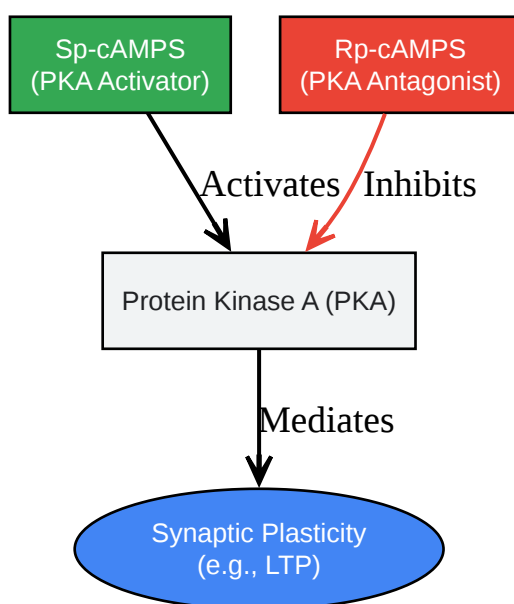 Sp-cAMPS
(PKA Activator)
Rp-cAMPS
(PKA Antagonist)
Activates
Inhibits
Protein Kinase A (PKA)
Mediates
Synaptic Plasticity
(e.g., LTP)